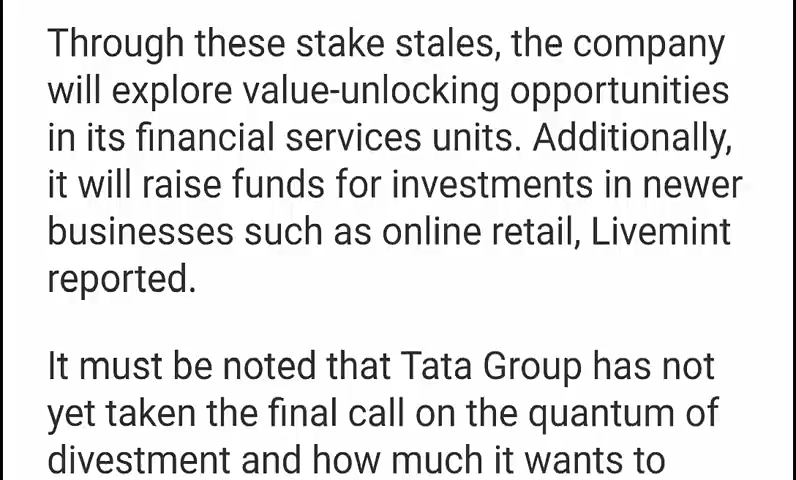 Through these stake stales, the company
will explore value-unlocking opportunities
in its financial services units. Additionally,
it will raise funds for investments in newer
businesses such as online retail, Livemint
reported.
It must be noted that Tata Group has not
yet taken the final call on the quantum of
divestment and how much it wants to